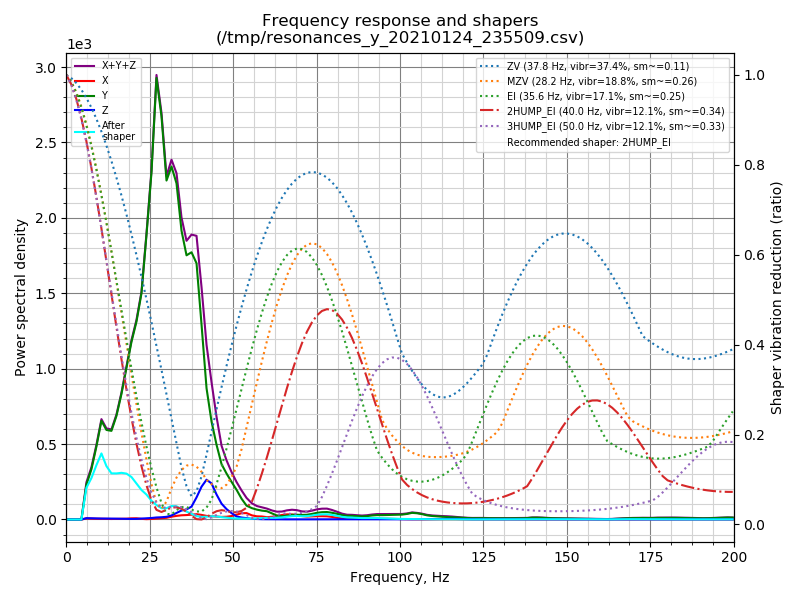 Frequency response and shapers
(/tmp/resonances_y_20210124_235509.csv)
1e3
X+Y+Z
X
Y
Z
After
shaper
ZV (37.8 Hz, vibr=37.4%, sm~=0.11)
MZV (28.2 Hz, vibr=18.8%, sm~=0.26)
EI (35.6 Hz, vibr=17.1%, sm~=0.25)
2HUMP_EI (40.0 Hz, vibr=12.1%, sm~=0.34)
3HUMP_EI (50.0 Hz, vibr=12.1%, sm~=0.33)
Recommended shaper: 2HUMP_EI
Power spectral density
3.0
2.5
2.0
1.5
1.0
0.5
0.0
1.0
0.8
0.6
0.4
0.2
0.0
Shaper vibration reduction (ratio)
0 25 50 75 100 125 150 175 200
Frequency, Hz